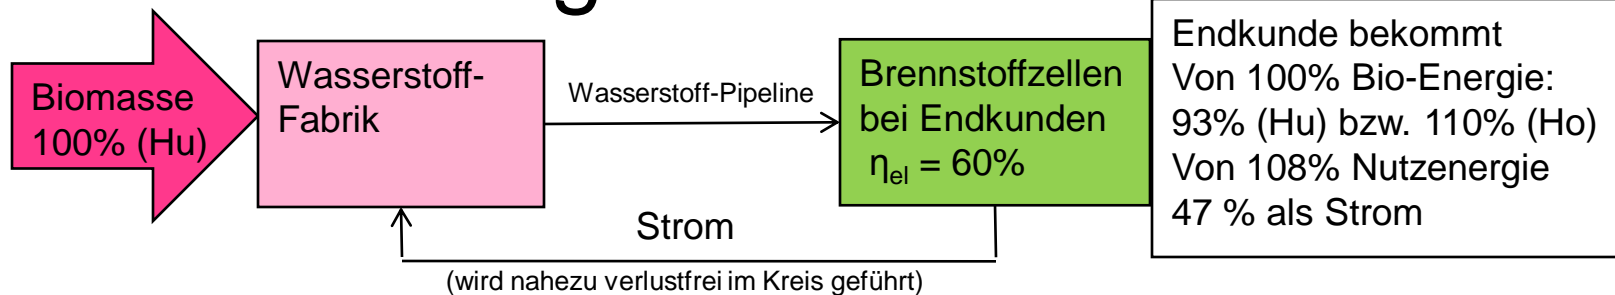 Biomasse
100% (Hu)
Wasserstoff-
Fabrik
Wasserstoff-Pipeline
Brennstoffzellen
bei Endkunden
ηel = 60%
Endkunde bekommt
Von 100% Bio-Energie:
93% (Hu) bzw. 110% (Ho)
Von 108% Nutzenergie
47 % als Strom
Strom
(wird nahezu verlustfrei im Kreis geführt)